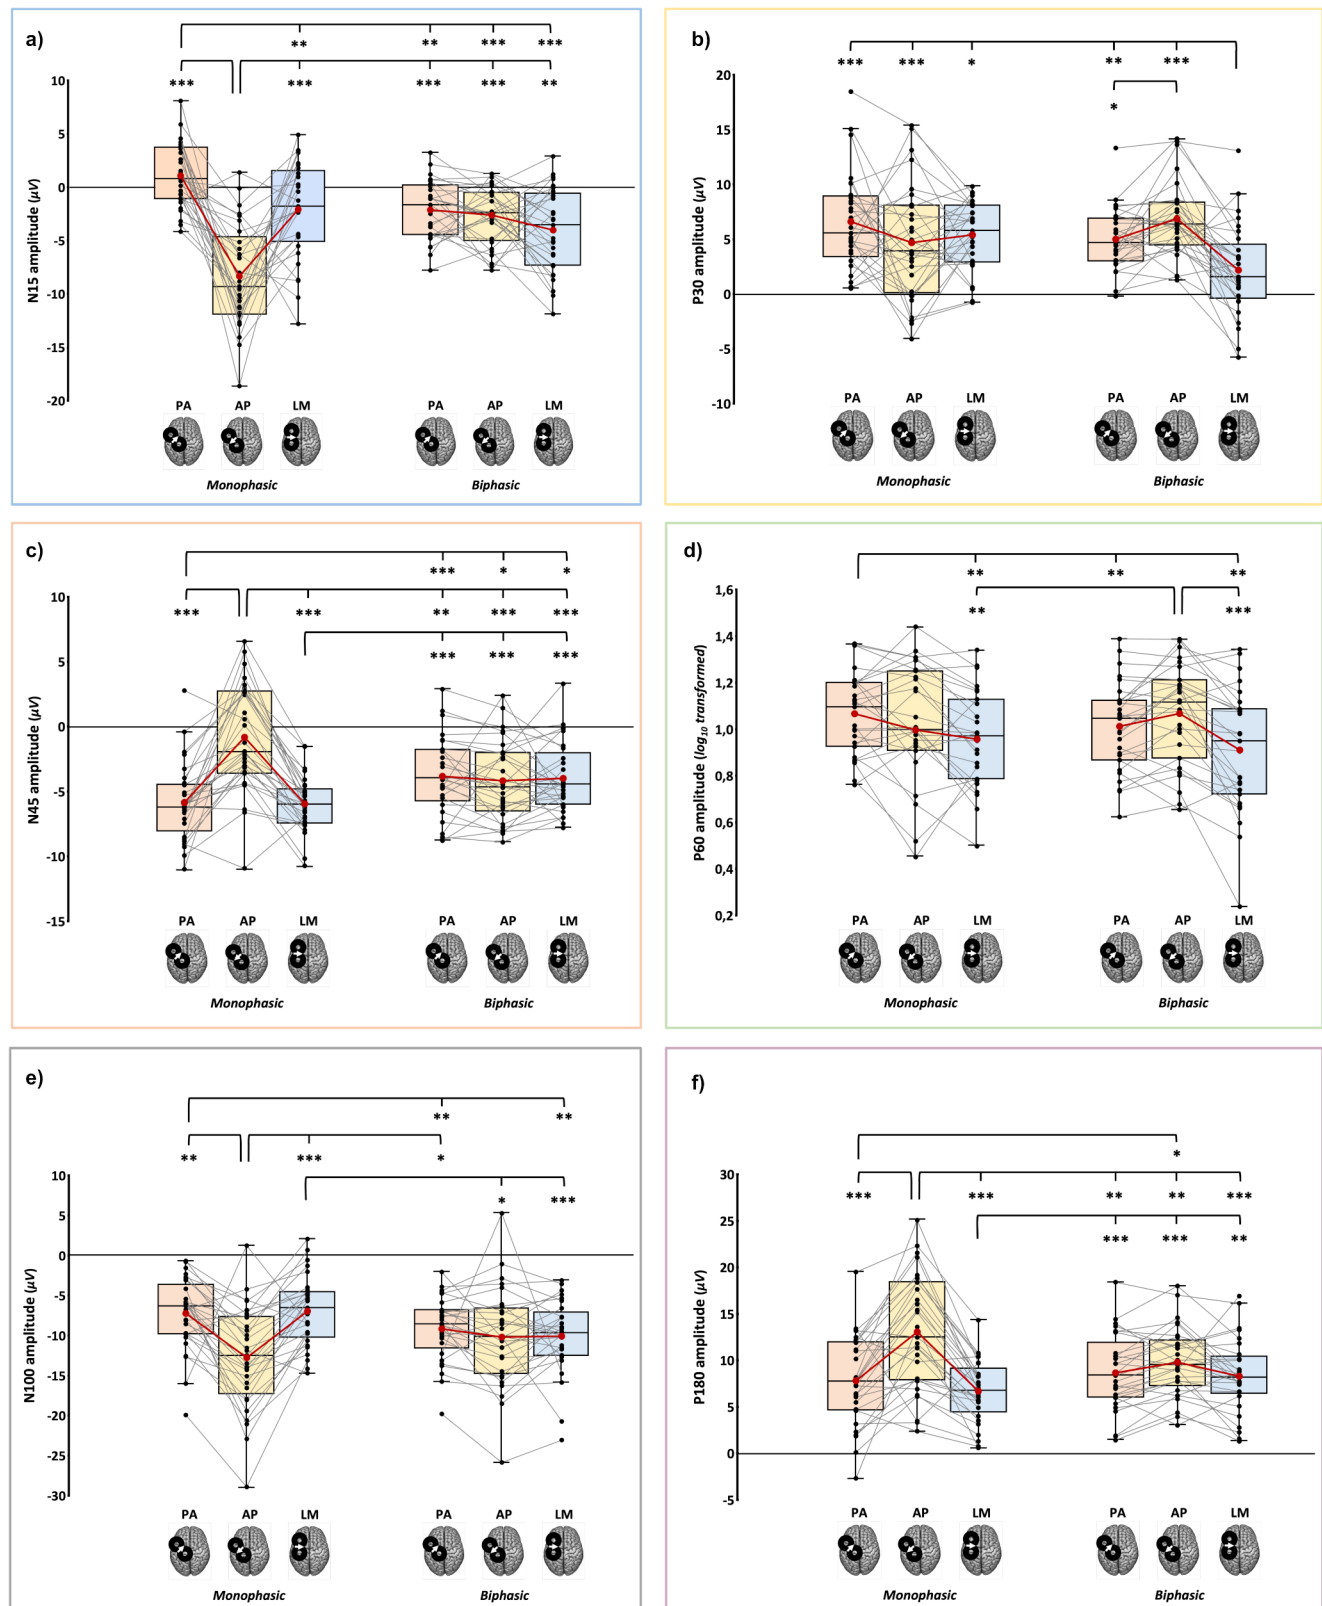 a)
** ** *** ***
*** *** *** *** **
N15 amplitude (µV)
10
5
0
-5
-10
-15
-20
PA AP LM PA AP LM
Monophasic Biphasic
b)
*** *** * ** ***
*
P30 amplitude (µV)
20
15
10
5
0
-5
-10
PA AP LM PA AP LM
Monophasic Biphasic
c)
*** * *
*** *** ** *** ***
*** *** ***
N45 amplitude (µV)
10
5
0
-5
-10
-15
PA AP LM PA AP LM
Monophasic Biphasic
d)
** ** **
** ***
P60 amplitude (log10 transformed)
1,6
1,4
1,2
1,0
0,8
0,6
0,4
0,2
PA AP LM PA AP LM
Monophasic Biphasic
e)
** **
** *** *
* ***
N100 amplitude (µV)
10
5
0
-5
-10
-15
-20
-25
-30
PA AP LM PA AP LM
Monophasic Biphasic
f)
*
*** *** ** ** ***
*** *** **
P180 amplitude (µV)
30
25
20
15
10
5
0
-5
PA AP LM PA AP LM
Monophasic Biphasic